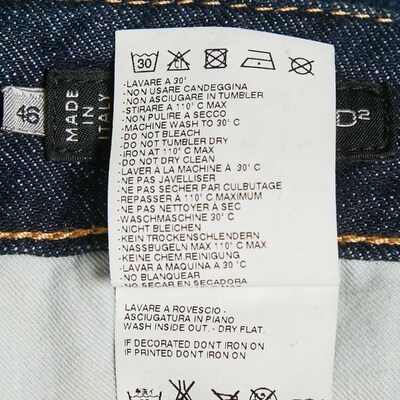 46
MADE
IN
ITALY
D2
30
-LAVARE A 30°
-NON USARE CANDEGGINA
-NON ASCIUGARE IN TUMBLER
-STIRARE A 110° C MAX
-NON PULIRE A SECCO
-MACHINE WASH TO 30° C
-DO NOT BLEACH
-DO NOT TUMBLER DRY
-IRON AT 110° C MAX
-DO NOT DRY CLEAN
-LAVER À LA MACHINE À 30° C
-NE PAS JAVELLISER
-NE PAS SÉCHER PAR CULBUTAGE
-REPASSER À 110° C MAXIMUM
-NE PAS NETTOYER A SEC
-WASCHMASCHINE 30° C
-NICHT BLEICHEN
-KEIN TROCKENSCHLEUDERN
-NASSBUGELN MAX 110° C MAX
-KEINE CHEM.REINIGUNG
-LAVAR A MAQUINA A 30° C
-NO BLANQUEAR
-NO SECAR EN SECADORA
LAVARE A ROVESCIO -
ASCIUGATURA IN PIANO
WASH INSIDE OUT. - DRY FLAT.
IF DECORATED DONT IRON ON
IF PRINTED DONT IRON ON